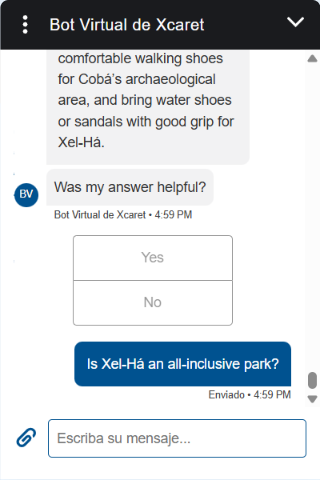 Bot Virtual de Xcaret
comfortable walking shoes
for Cobá's archaeological
area, and bring water shoes
or sandals with good grip for
Xel-Há.
BV
Was my answer helpful?
Bot Virtual de Xcaret • 4:59 PM
Yes
No
Is Xel-Há an all-inclusive park?
Enviado • 4:59 PM
Escriba su mensaje...